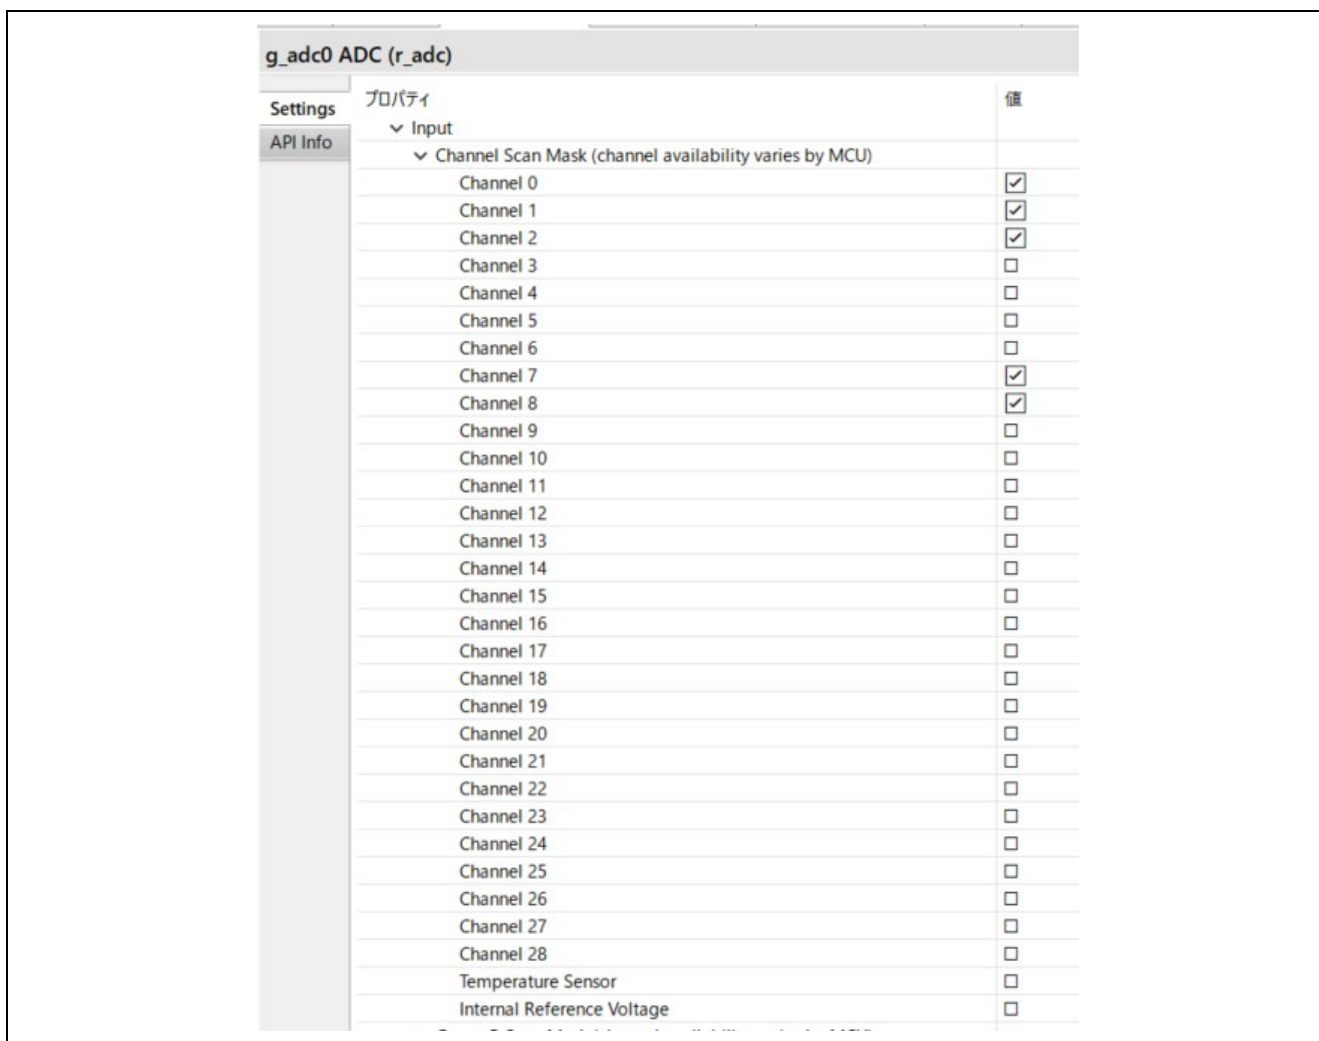 g_adc0 ADC (r_adc)
Settings
API Info
プロパティ 値
Input
Channel Scan Mask (channel availability varies by MCU)
Channel 0
Channel 1
Channel 2
Channel 3
Channel 4
Channel 5
Channel 6
Channel 7
Channel 8
Channel 9
Channel 10
Channel 11
Channel 12
Channel 13
Channel 14
Channel 15
Channel 16
Channel 17
Channel 18
Channel 19
Channel 20
Channel 21
Channel 22
Channel 23
Channel 24
Channel 25
Channel 26
Channel 27
Channel 28
Temperature Sensor
Internal Reference Voltage